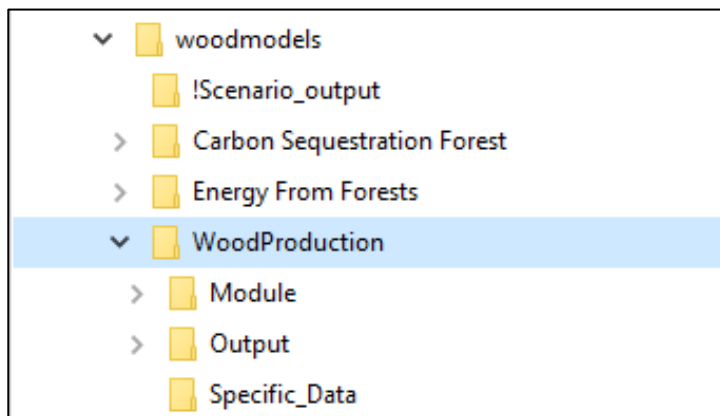 woodmodels
!Scenario_output
Carbon Sequestration Forest
Energy From Forests
WoodProduction
Module
Output
Specific_Data